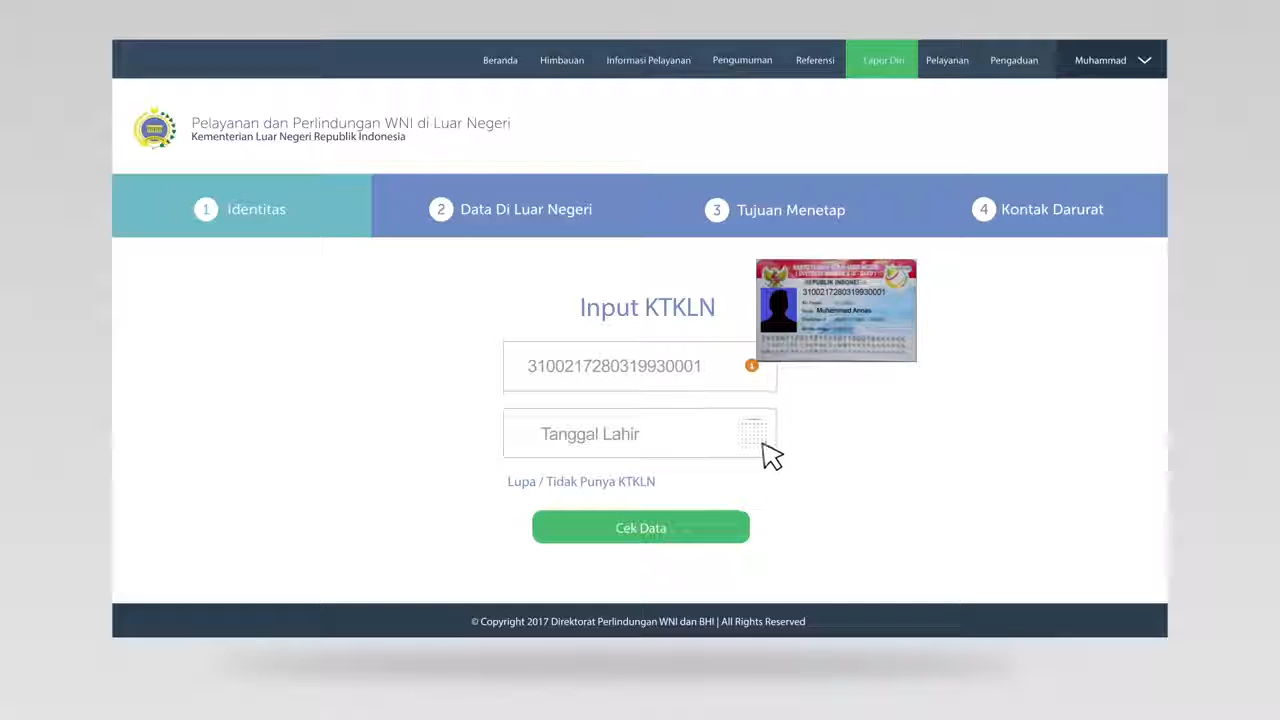 Beranda Himbauan Informasi Pelayanan Pengumuman Referensi Lapor Diri Pelayanan Pengaduan Muhammad
Pelayanan dan Perlindungan WNI di Luar Negeri
Kementerian Luar Negeri Republik Indonesia
1 Identitas 2 Data Di Luar Negeri 3 Tujuan Menetap 4 Kontak Darurat
REPUBLIK INDONESIA
3100217280319930001
Muhammad Annas
Input KTKLN
3100217280319930001
Tanggal Lahir
Lupa / Tidak Punya KTKLN
Cek Data
© Copyright 2017 Direktorat Perlindungan WNI dan BHI | All Rights Reserved